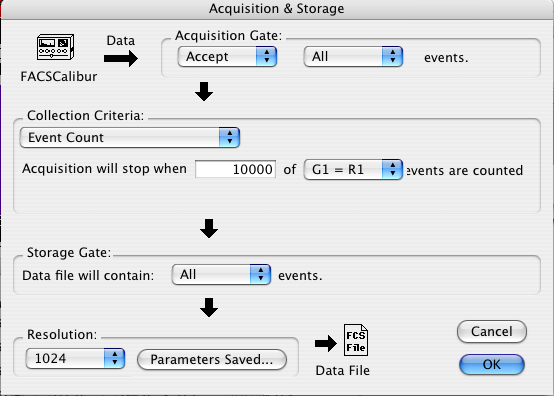 Acquisition & Storage
Data
Acquisition Gate:
Accept All events.
FACSCalibur
Collection Criteria:
Event Count
Acquisition will stop when 10000 of G1 = R1 events are counted
Storage Gate:
Data file will contain: All events.
Resolution:
1024 Parameters Saved...
FCS
File
Data File
Cancel
OK